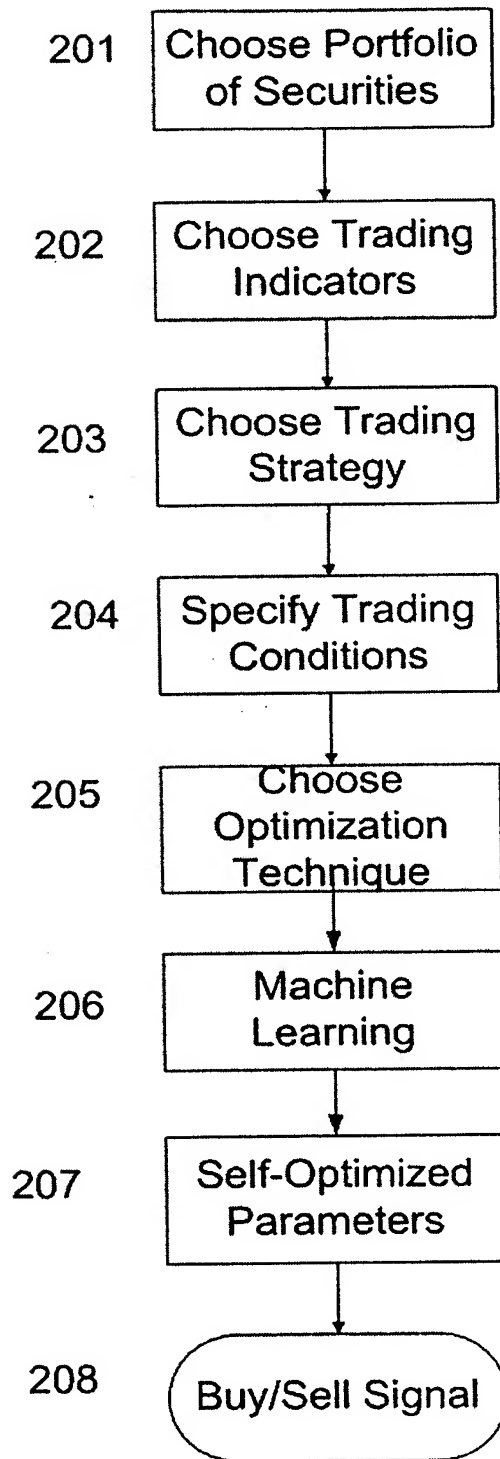 201
Choose Portfolio
of Securities
202
Choose Trading
Indicators
203
Choose Trading
Strategy
204
Specify Trading
Conditions
205
Choose
Optimization
Technique
206
Machine
Learning
207
Self-Optimized
Parameters
208
Buy/Sell Signal